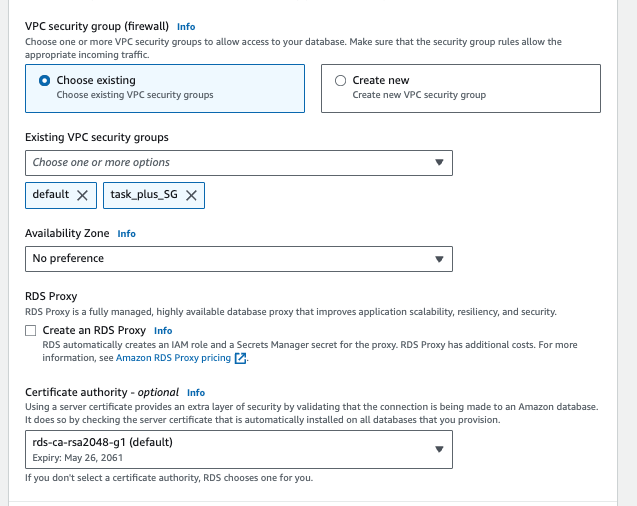 VPC security group (firewall) Info
Choose one or more VPC security groups to allow access to your database. Make sure that the security group rules allow the
appropriate incoming traffic.
Choose existing
Choose existing VPC security groups
Create new
Create new VPC security group
Existing VPC security groups
Choose one or more options
default task_plus_SG
Availability Zone Info
No preference
RDS Proxy
RDS Proxy is a fully managed, highly available database proxy that improves application scalability, resiliency, and security.
Create an RDS Proxy Info
RDS automatically creates an IAM role and a Secrets Manager secret for the proxy. RDS Proxy has additional costs. For more
information, see Amazon RDS Proxy pricing.
Certificate authority - optional Info
Using a server certificate provides an extra layer of security by validating that the connection is being made to an Amazon database.
It does so by checking the server certificate that is automatically installed on all databases that you provision.
rds-ca-rsa2048-g1 (default)
Expiry: May 26, 2061
If you don't select a certificate authority, RDS chooses one for you.